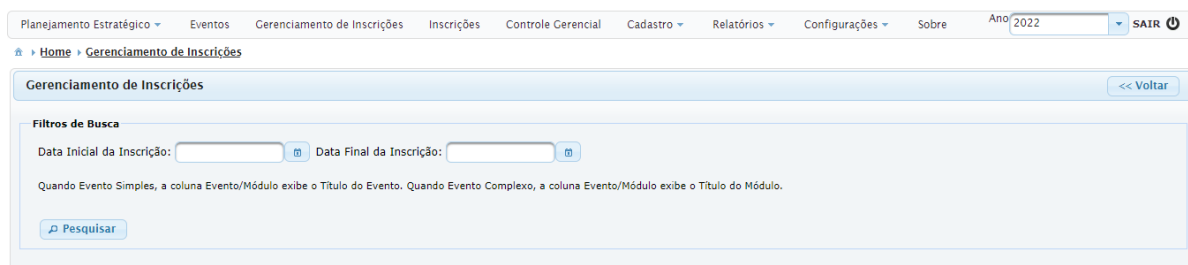 Planejamento Estratégico Eventos Gerenciamento de Inscrições Inscrições Controle Gerencial Cadastro Relatórios Configurações Sobre Ano 2022 SAIR
Home Gerenciamento de Inscrições
Gerenciamento de Inscrições << Voltar
Filtros de Busca
Data Inicial da Inscrição: Data Final da Inscrição:
Quando Evento Simples, a coluna Evento/Módulo exibe o Título do Evento. Quando Evento Complexo, a coluna Evento/Módulo exibe o Título do Módulo.
Pesquisar